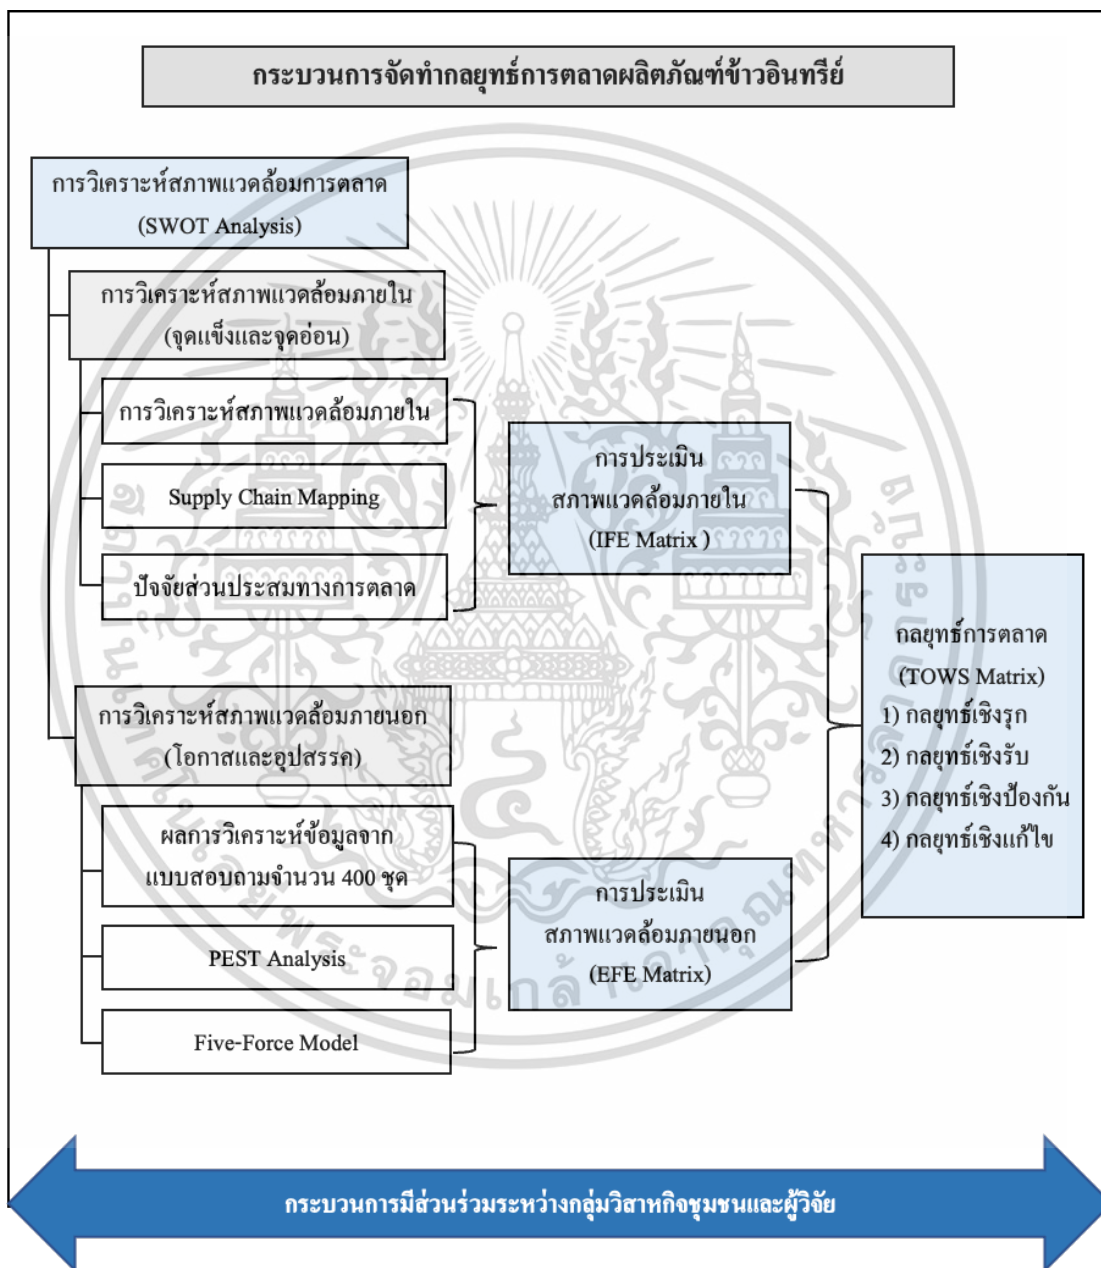 กระบวนการจัดทำกลยุทธ์การตลาดผลิตภัณฑ์ข้าวอินทรีย์
การวิเคราะห์สภาพแวดล้อมการตลาด
(SWOT Analysis)
การวิเคราะห์สภาพแวดล้อมภายใน
(จุดแข็งและจุดอ่อน)
การวิเคราะห์สภาพแวดล้อมภายใน
Supply Chain Mapping
ปัจจัยส่วนประสมทางการตลาด
การประเมิน
สภาพแวดล้อมภายใน
(IFE Matrix )
การวิเคราะห์สภาพแวดล้อมภายนอก
(โอกาสและอุปสรรค)
ผลการวิเคราะห์ข้อมูลจาก
แบบสอบถามจำนวน 400 ชุด
PEST Analysis
Five-Force Model
การประเมิน
สภาพแวดล้อมภายนอก
(EFE Matrix)
กลยุทธ์การตลาด
(TOWS Matrix)
1) กลยุทธ์เชิงรุก
2) กลยุทธ์เชิงรับ
3) กลยุทธ์เชิงป้องกัน
4) กลยุทธ์เชิงแก้ไข
กระบวนการมีส่วนร่วมระหว่างกลุ่มวิสาหกิจชุมชนและผู้วิจัย